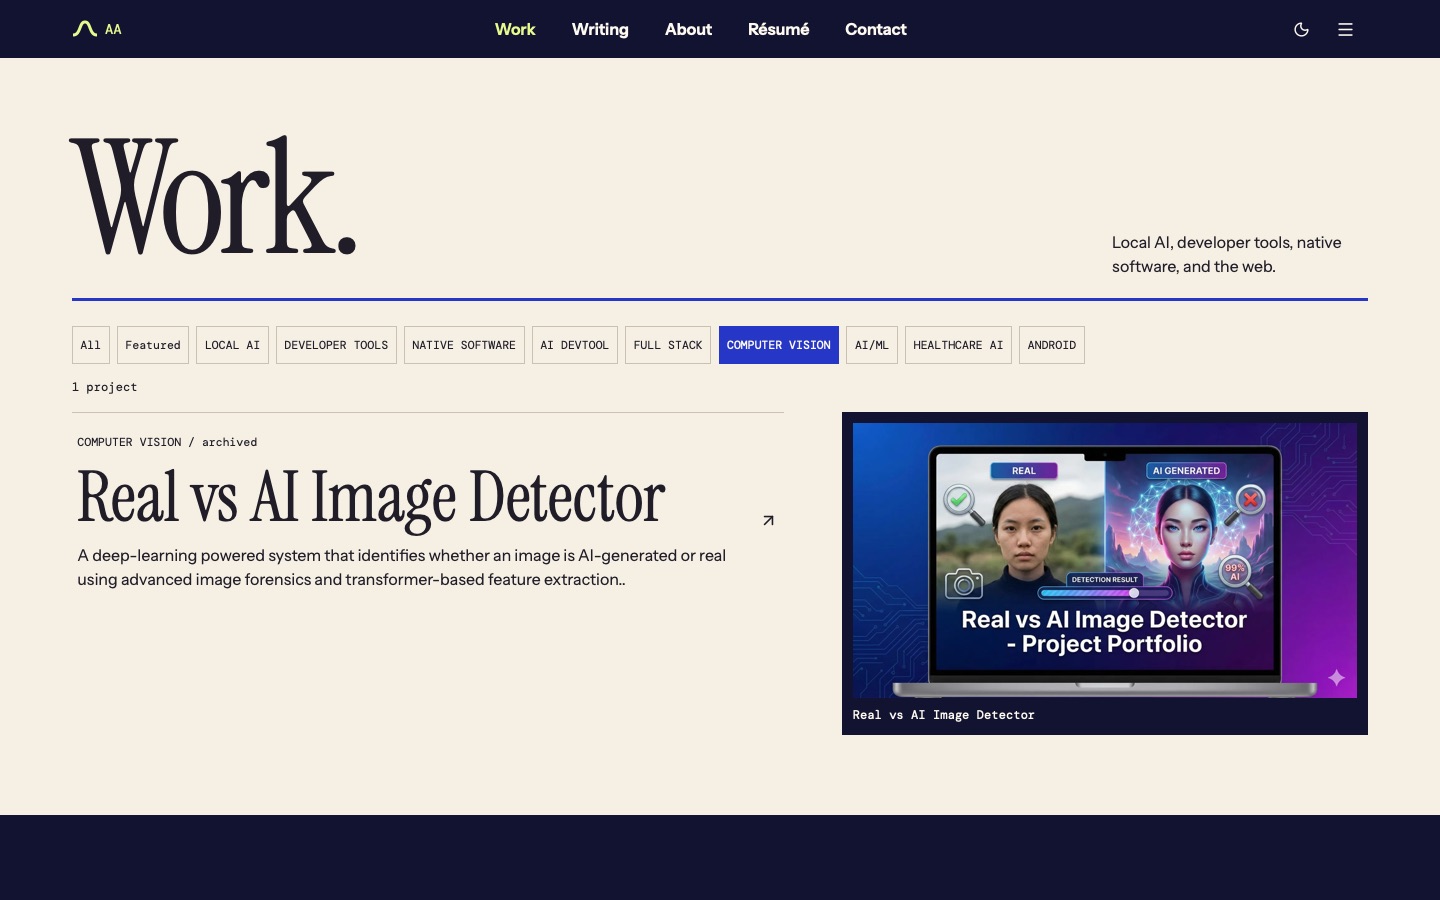 AA
Work
Writing
About
Résumé
Contact
Work.
Local AI, developer tools, native
software, and the web.
All
Featured
LOCAL AI
DEVELOPER TOOLS
NATIVE SOFTWARE
AI DEVTOOL
FULL STACK
COMPUTER VISION
AI/ML
HEALTHCARE AI
ANDROID
1 project
COMPUTER VISION / archived
Real vs AI Image Detector
A deep-learning powered system that identifies whether an image is AI-generated or real
using advanced image forensics and transformer-based feature extraction..
REAL
AI GENERATED
99%
AI
DETECTION RESULT
Real vs AI Image Detector
- Project Portfolio
Real vs AI Image Detector